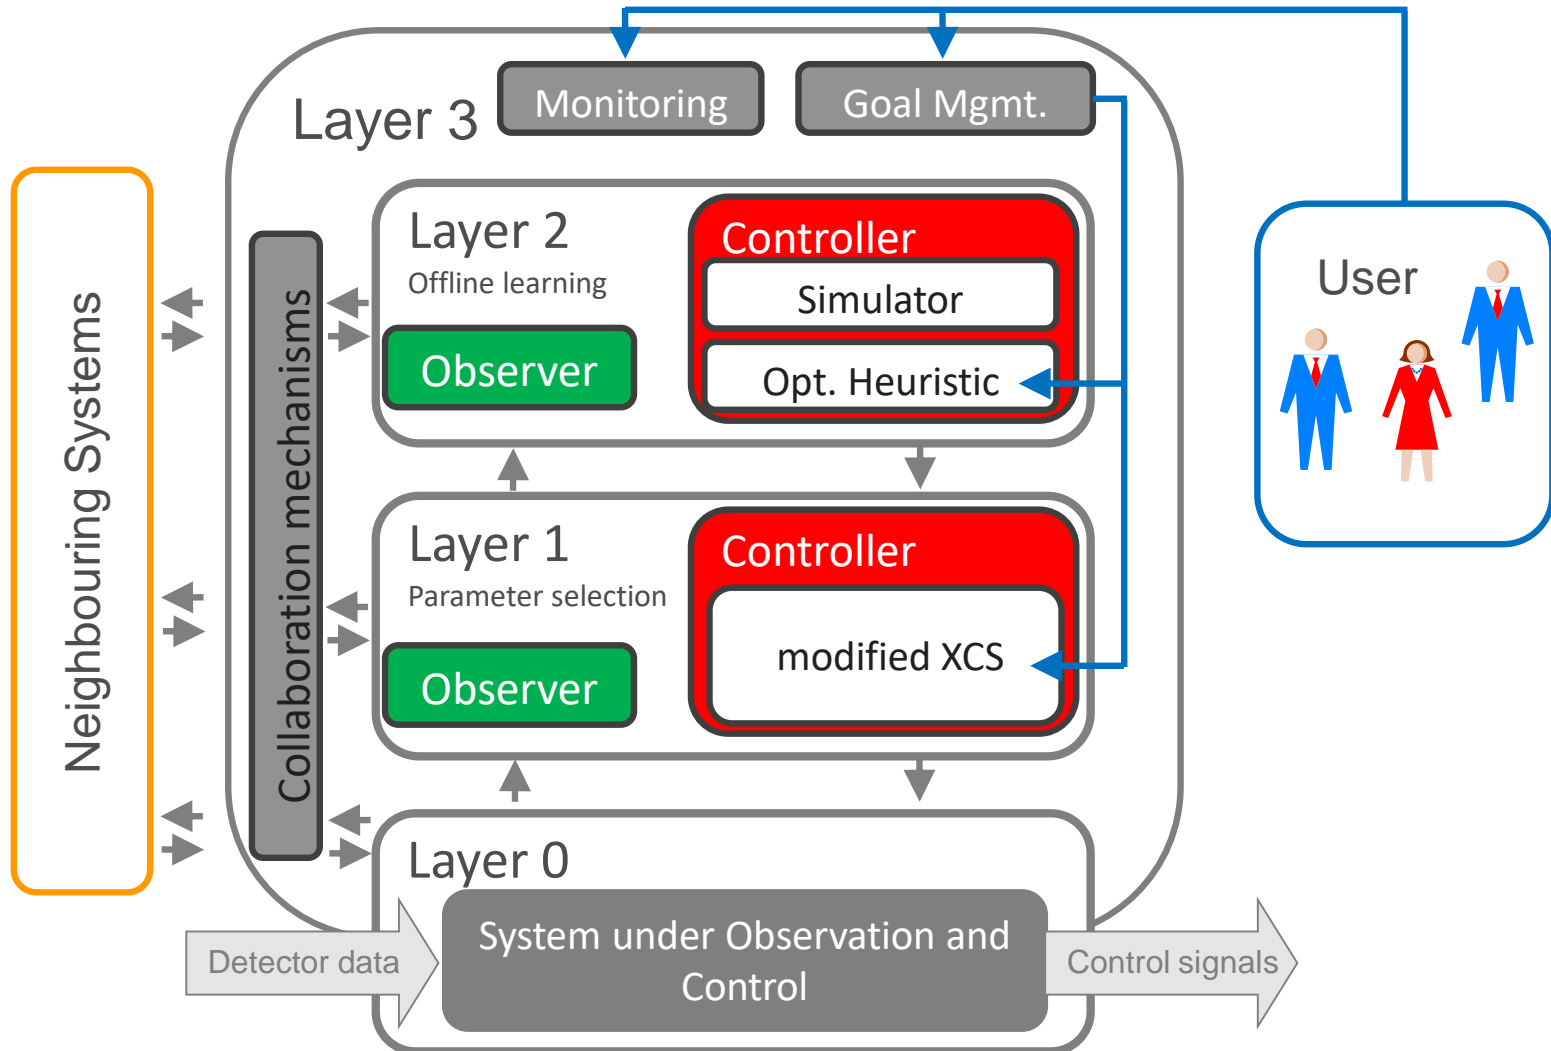 Monitoring
Goal Mgmt.
Layer 3
Layer 2
Offline learning
Observer
Controller
Simulator
Opt. Heuristic
User
Neighbouring Systems
Collaboration mechanisms
Layer 1
Parameter selection
Observer
Controller
modified XCS
Layer 0
System under Observation and
Control
Detector data
Control signals